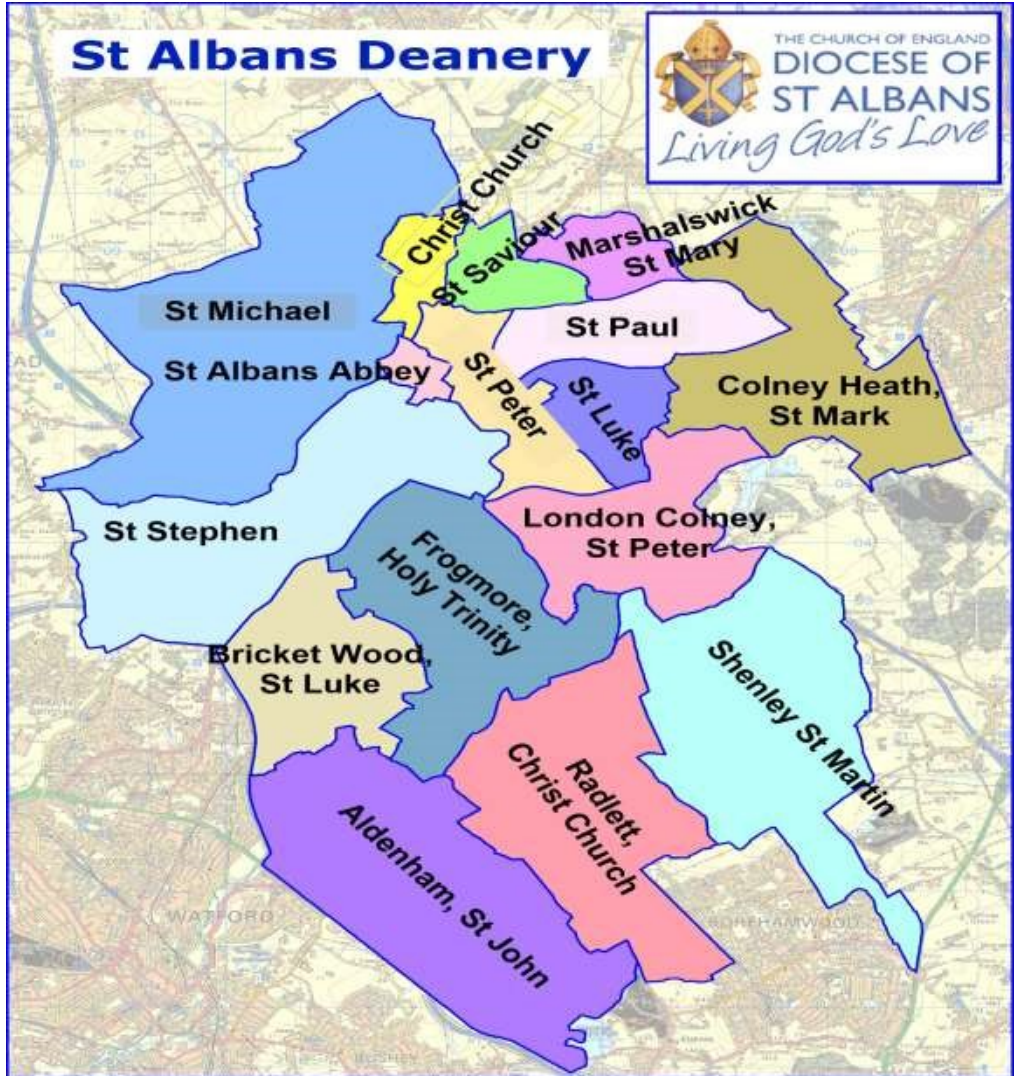 St Albans Deanery
THE CHURCH OF ENGLAND
DIOCESE OF
ST ALBANS
Living God's Love
Christ Church
St Saviour
Marshalswick
St Mary
St Michael
St Paul
St Albans Abbey
St Peter
St Luke
Colney Heath,
St Mark
St Stephen
London Colney,
St Peter
Frogmore,
Holy Trinity
Bricket Wood,
St Luke
Shenley St Martin
Radlett,
Christ Church
Aldenham, St John
WATFORD
BOREHAMWOOD
BUSHEY